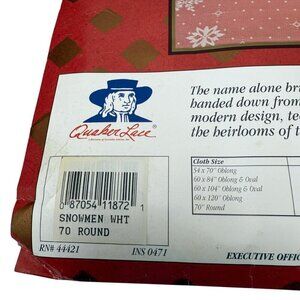 The name alone bri
handed down from
modern design, tec
the heirlooms of t
Quaker Lace
Cloth Size
54 x 70" Oblong
60 x 84" Oblong & Oval
60 x 104" Oblong & Oval
60 x 120" Oblong
70" Round
0 87054 11872 1
SNOWMEN WHT
70 ROUND
RN# 44421
INS 0471
EXECUTIVE OFFIC